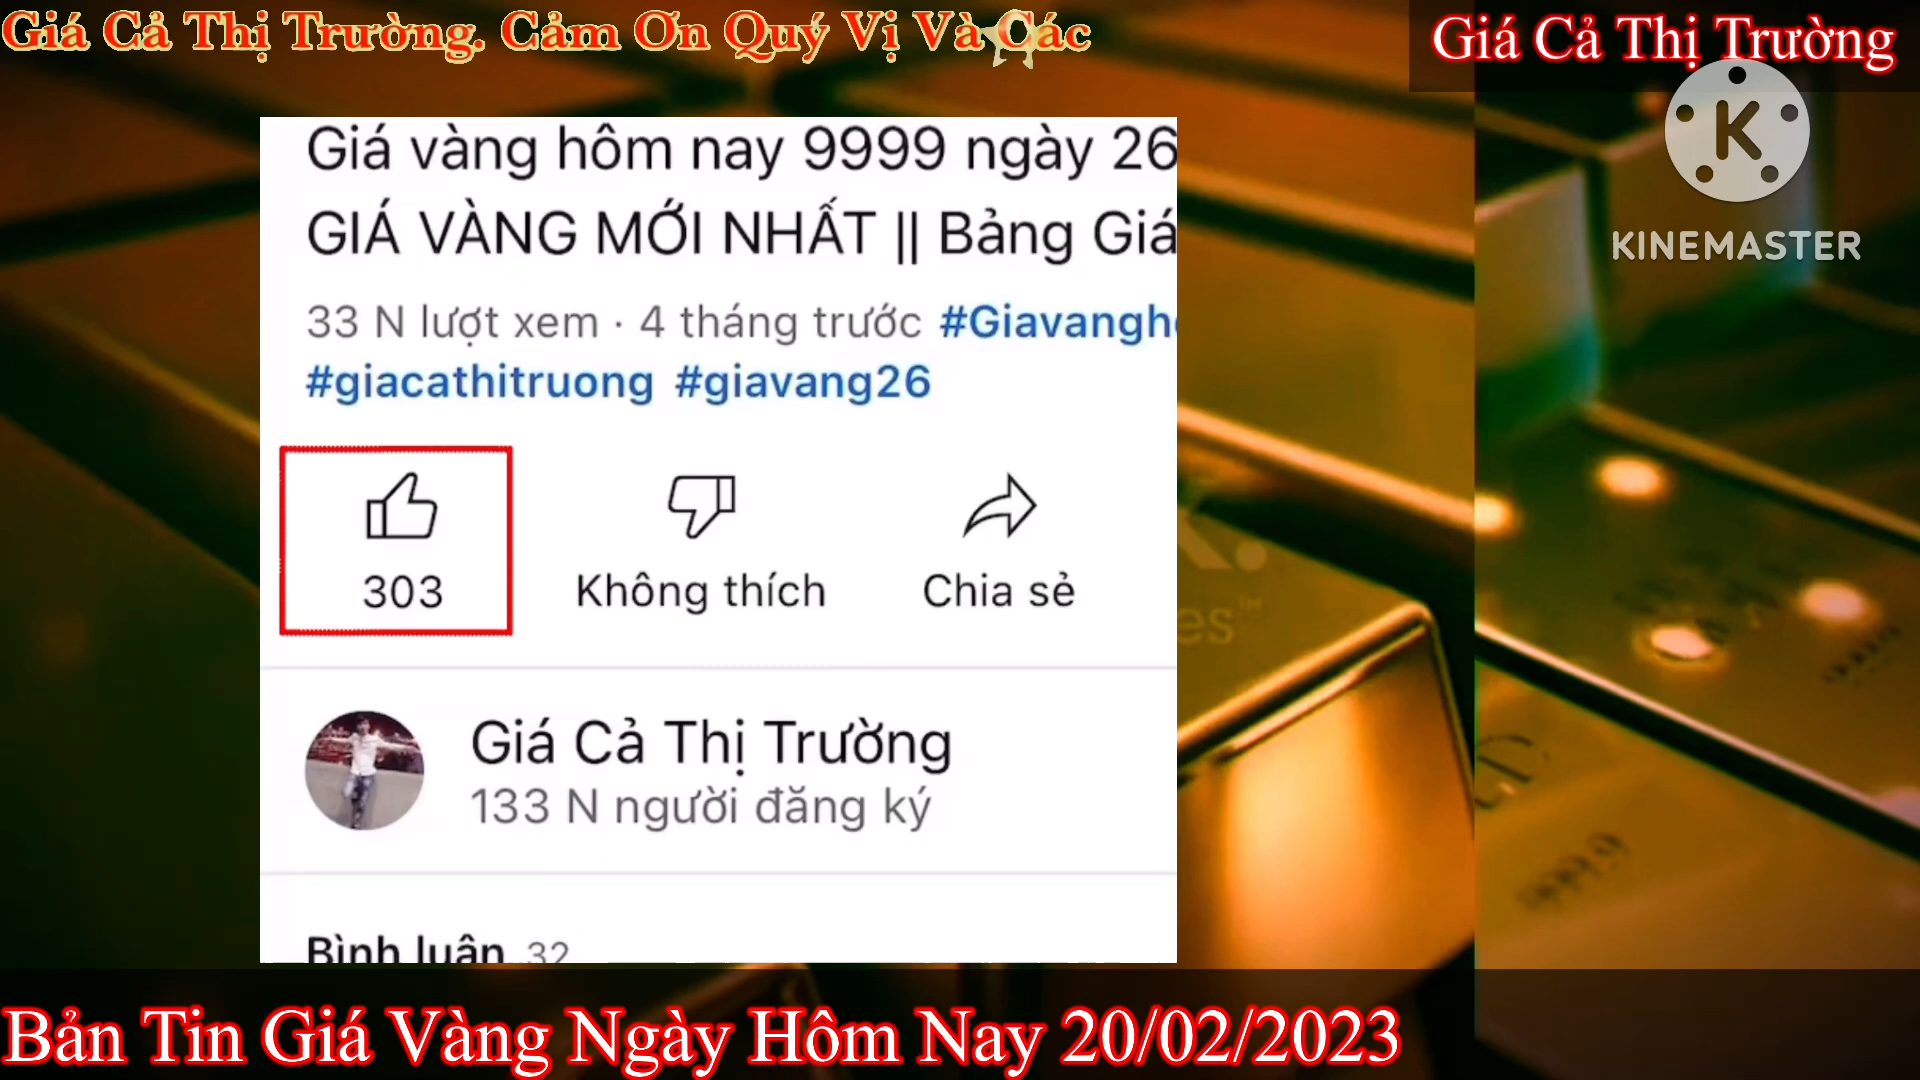 Giá Cả Thị Trường. Cảm Ơn Quý Vị Và Các
Giá Cả Thị Trường
K
KINEMASTER
Giá vàng hôm nay 9999 ngày 26
GIÁ VÀNG MỚI NHẤT || Bảng Giá
33 N lượt xem · 4 tháng trước #Giavangh
#giacathitruong #giavang26
303
Không thích
Chia sẻ
Giá Cả Thị Trường
133 N người đăng ký
Bình luận 32
Bản Tin Giá Vàng Ngày Hôm Nay 20/02/2023